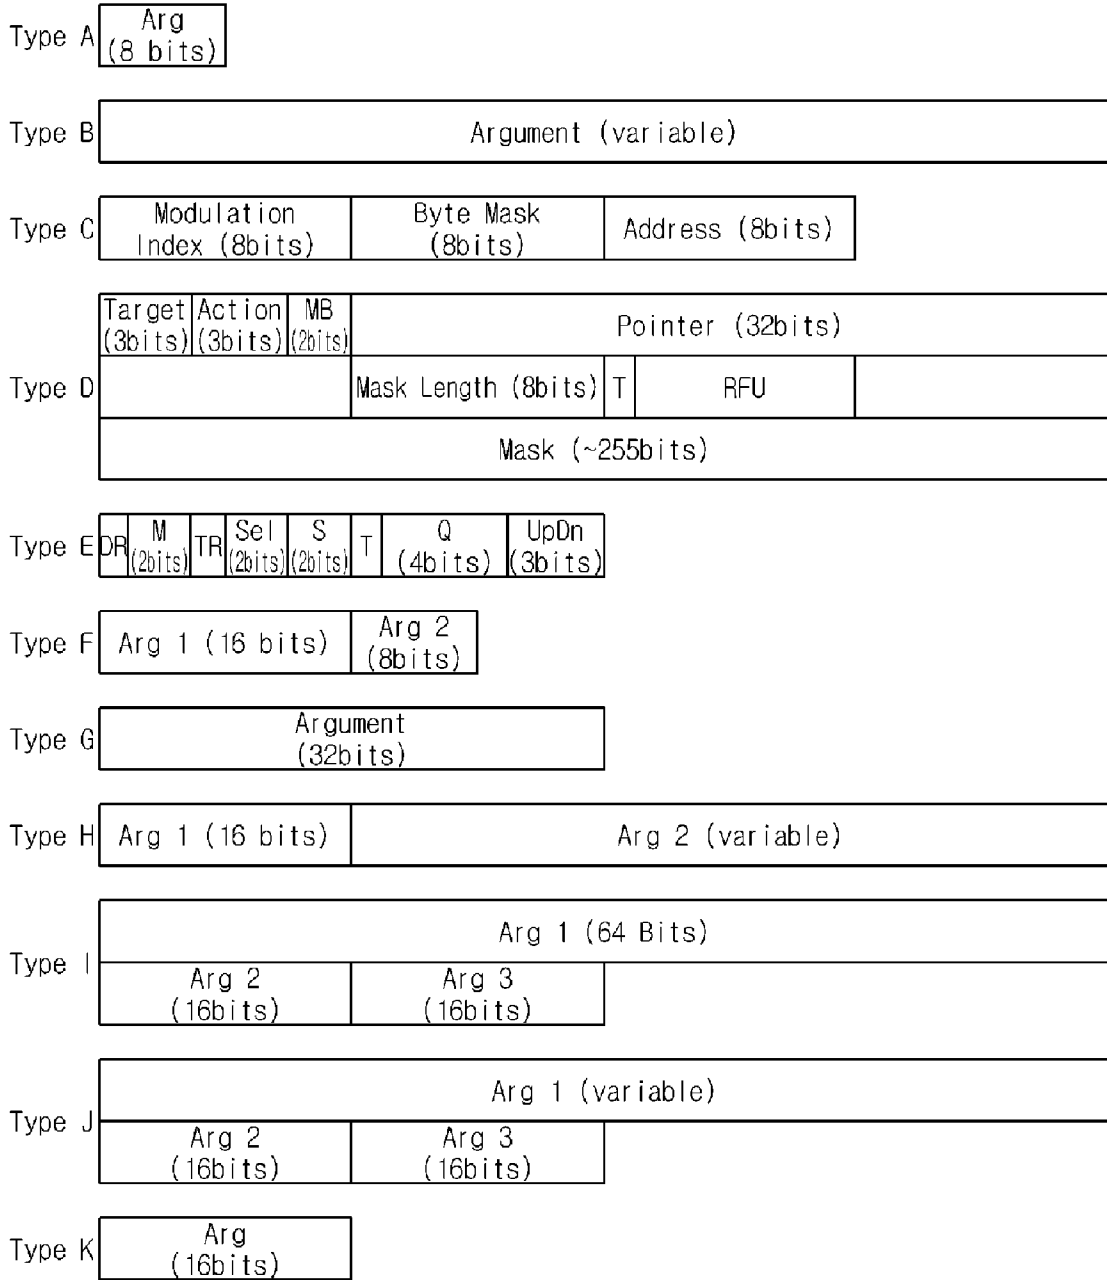 Type A
Arg
(8 bits)
Type B
Argument (variable)
Type C
Modulation
Index (8bits)
Byte Mask
(8bits)
Address (8bits)
Type D
Target
(3bits)
Action
(3bits)
MB
(2bits)
Pointer (32bits)
Mask Length (8bits)
T
RFU
Mask (~255bits)
Type E
DR
M
(2bits)
TR
Sel
(2bits)
S
(2bits)
T
Q
(4bits)
UpDn
(3bits)
Type F
Arg 1 (16 bits)
Arg 2
(8bits)
Type G
Argument
(32bits)
Type H
Arg 1 (16 bits)
Arg 2 (variable)
Type I
Arg 1 (64 Bits)
Arg 2
(16bits)
Arg 3
(16bits)
Type J
Arg 1 (variable)
Arg 2
(16bits)
Arg 3
(16bits)
Type K
Arg
(16bits)